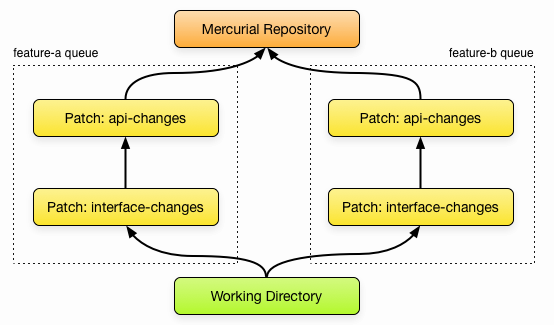 Mercurial Repository
feature-a queue
feature-b queue
Patch: api-changes
Patch: api-changes
Patch: interface-changes
Patch: interface-changes
Working Directory